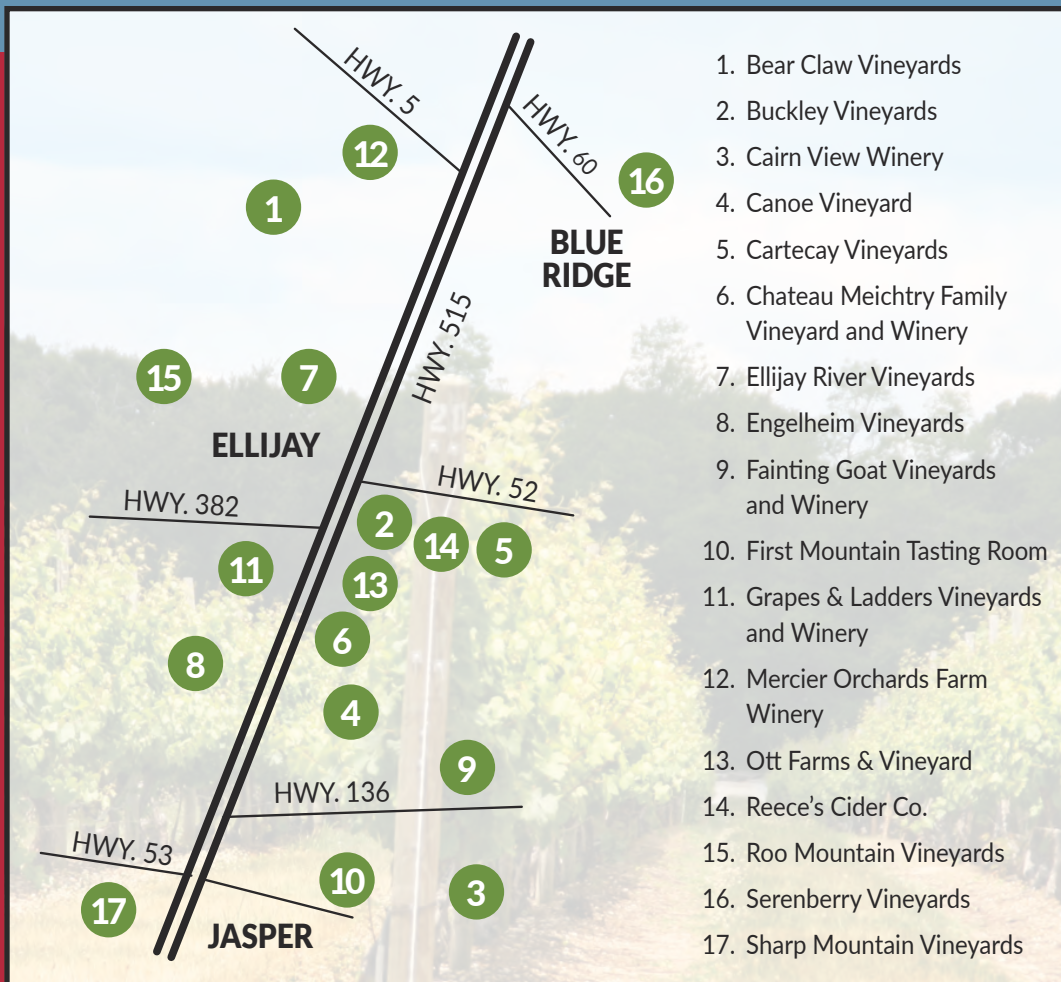 HWY. 5
HWY. 60
12
16
1
BLUE
RIDGE
HWY. 515
15
7
ELLIJAY
HWY. 52
HWY. 382
2
14
5
11
13
6
8
4
9
HWY. 136
HWY. 53
10
3
17
JASPER
1. Bear Claw Vineyards
2. Buckley Vineyards
3. Cairn View Winery
4. Canoe Vineyard
5. Cartecay Vineyards
6. Chateau Meichtry Family
Vineyard and Winery
7. Ellijay River Vineyards
8. Engelheim Vineyards
9. Fainting Goat Vineyards
and Winery
10. First Mountain Tasting Room
11. Grapes & Ladders Vineyards
and Winery
12. Mercier Orchards Farm
Winery
13. Ott Farms & Vineyard
14. Reece's Cider Co.
15. Roo Mountain Vineyards
16. Serenberry Vineyards
17. Sharp Mountain Vineyards